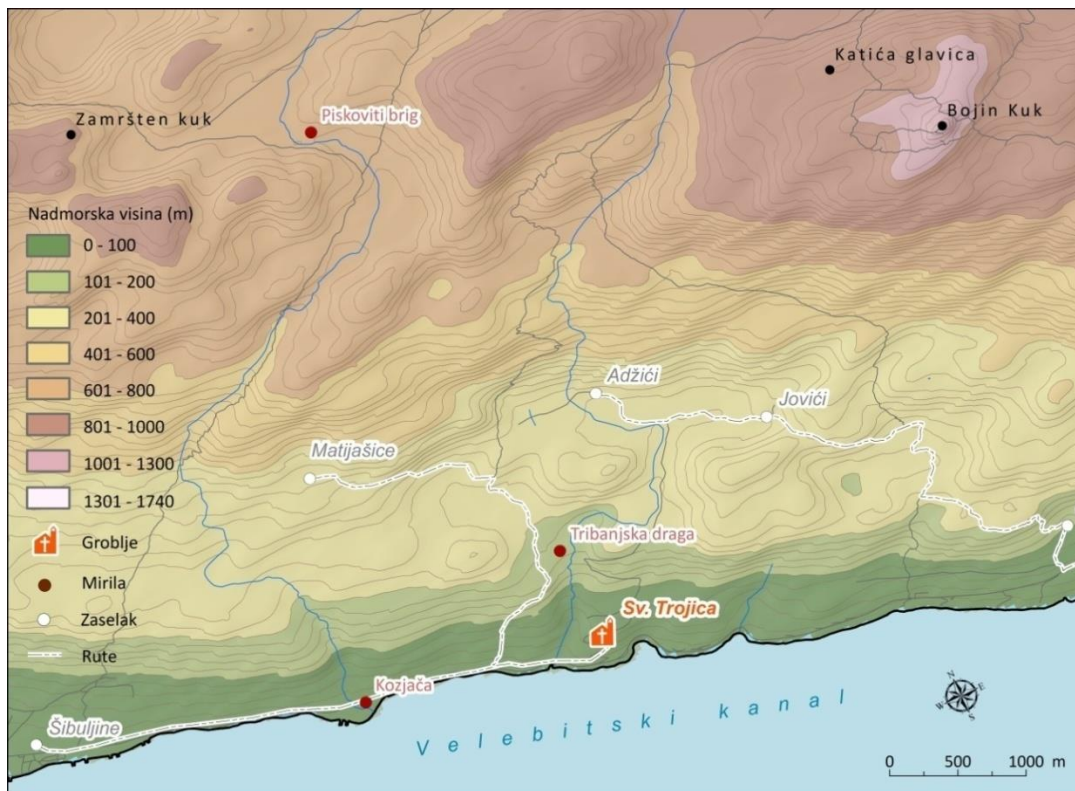 Katića glavica
Zamršten kuk
Piskoviti brig
Bojin Kuk
Nadmorska visina (m)
0 - 100
101 - 200
201 - 400
401 - 600
601 - 800
801 - 1000
1001 - 1300
1301 - 1740
Groblje
Mirila
Zaselak
Rute
Adžići
Jovići
Matijašice
Tribanjska draga
Sv. Trojica
Kozjača
Šibuljine
Velebitski kanal
N
E
W
S
0 500 1000 m